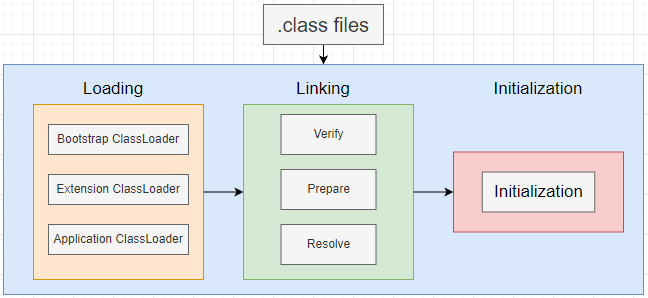 .class files
Loading
Linking
Initialization
Bootstrap ClassLoader
Extension ClassLoader
Application ClassLoader
Verify
Prepare
Resolve
Initialization